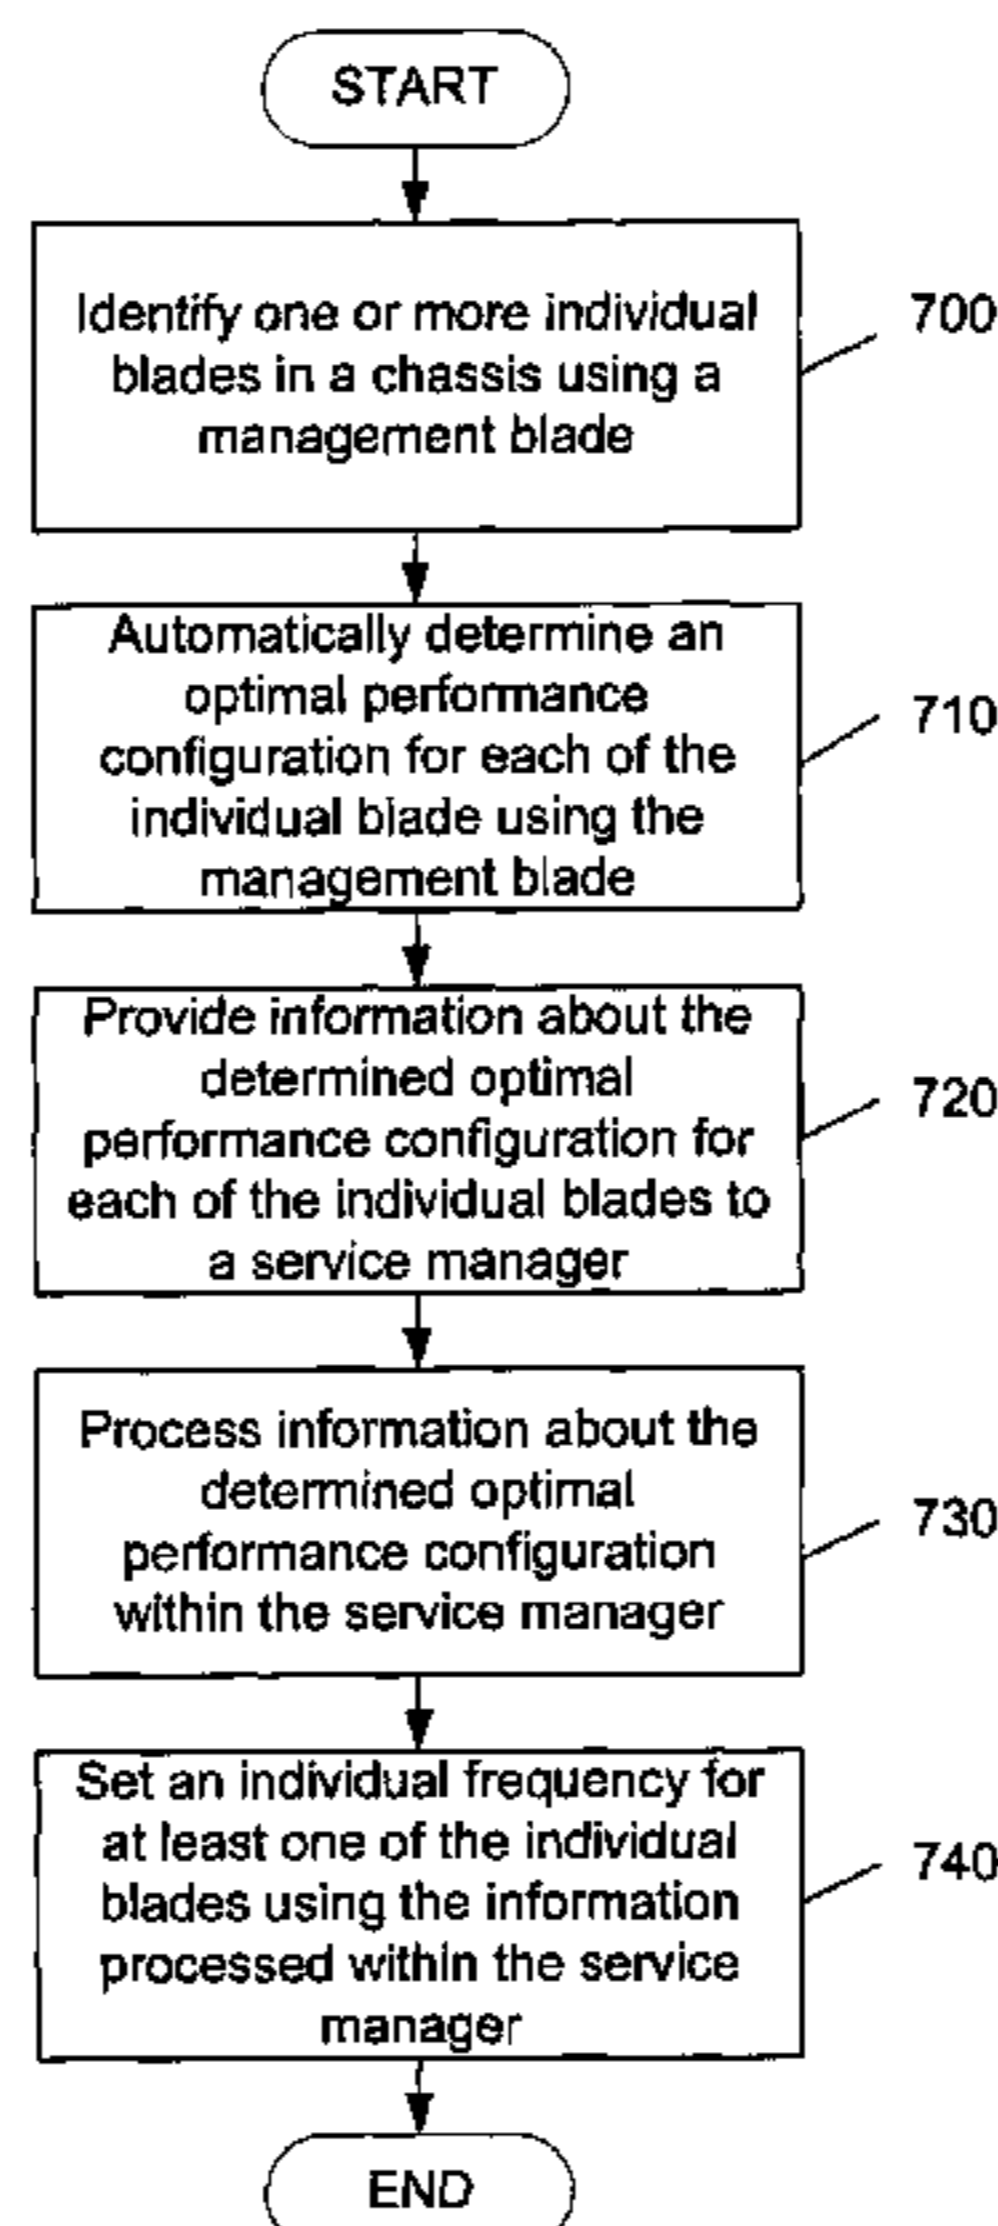 START
Identify one or more individual
blades in a chassis using a
management blade
700
Automatically determine an
optimal performance
configuration for each of the
individual blade using the
management blade
710
Provide information about the
determined optimal
performance configuration for
each of the individual blades to
a service manager
720
Process information about the
determined optimal
performance configuration
within the service manager
730
Set an individual frequency for
at least one of the individual
blades using the information
processed within the service
manager
740
END